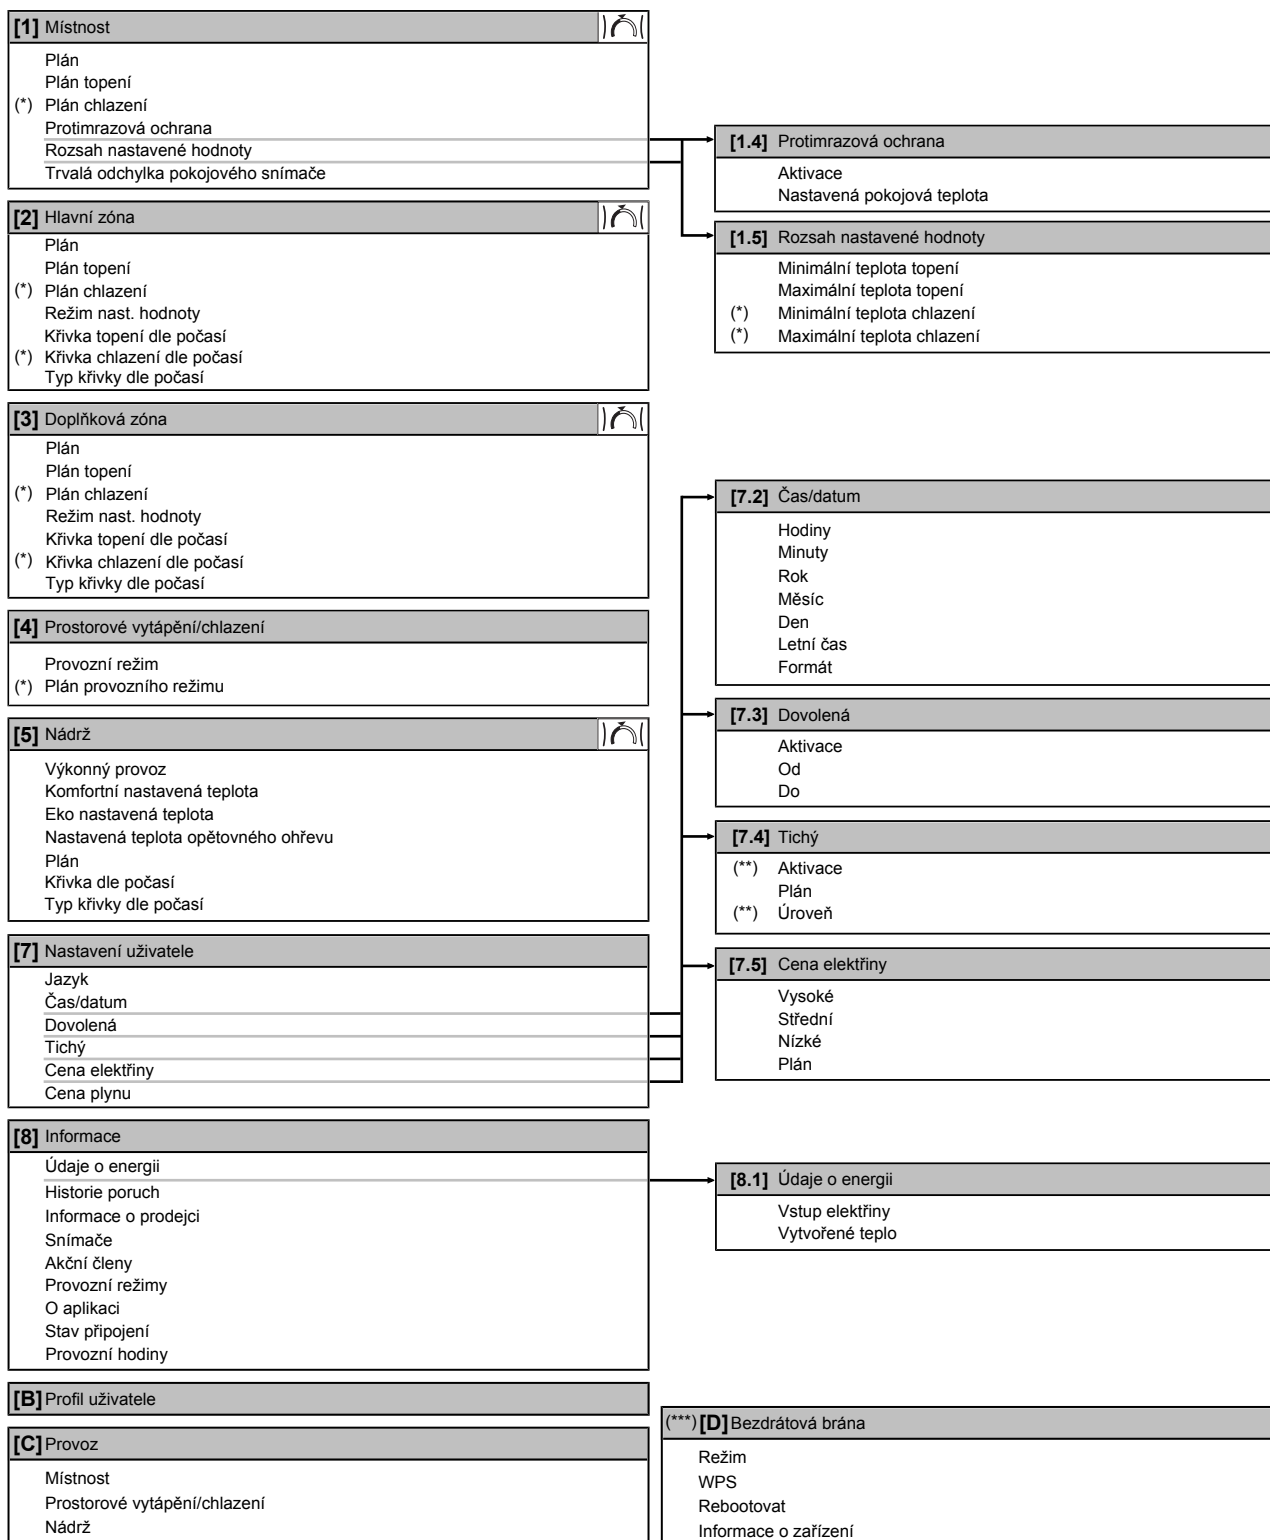 [1] Místnost
Plán
Plán topení
(*) Plán chlazení
Protimrazová ochrana
Rozsah nastavené hodnoty
Trvalá odchylka pokojového snímače
[1.4] Protimrazová ochrana
Aktivace
Nastavená pokojová teplota
[2] Hlavní zóna
Plán
Plán topení
(*) Plán chlazení
Režim nast. hodnoty
Křivka topení dle počasí
(*) Křivka chlazení dle počasí
Typ křivky dle počasí
[1.5] Rozsah nastavené hodnoty
Minimální teplota topení
Maximální teplota topení
(*) Minimální teplota chlazení
(*) Maximální teplota chlazení
[3] Doplňková zóna
Plán
Plán topení
(*) Plán chlazení
Režim nast. hodnoty
Křivka topení dle počasí
(*) Křivka chlazení dle počasí
Typ křivky dle počasí
[4] Prostorové vytápění/chlazení
Provozní režim
(*) Plán provozního režimu
[5] Nádrž
Výkonný provoz
Komfortní nastavená teplota
Eko nastavená teplota
Nastavená teplota opětovného ohřevu
Plán
Křivka dle počasí
Typ křivky dle počasí
[7] Nastavení uživatele
Jazyk
Čas/datum
Dovolená
Tichý
Cena elektřiny
Cena plynu
[7.2] Čas/datum
Hodiny
Minuty
Rok
Měsíc
Den
Letní čas
Formát
[7.3] Dovolená
Aktivace
Od
Do
[7.4] Tichý
(**) Aktivace
Plán
(**) Úroveň
[7.5] Cena elektřiny
Vysoké
Střední
Nízké
Plán
[8] Informace
Údaje o energii
Historie poruch
Informace o prodejci
Snímače
Akční členy
Provozní režimy
O aplikaci
Stav připojení
Provozní hodiny
[8.1] Údaje o energii
Vstup elektřiny
Vytvořené teplo
[B] Profil uživatele
[C] Provoz
Místnost
Prostorové vytápění/chlazení
Nádrž
(***) [D] Bezdrátová brána
Režim
WPS
Rebootovat
Informace o zařízení